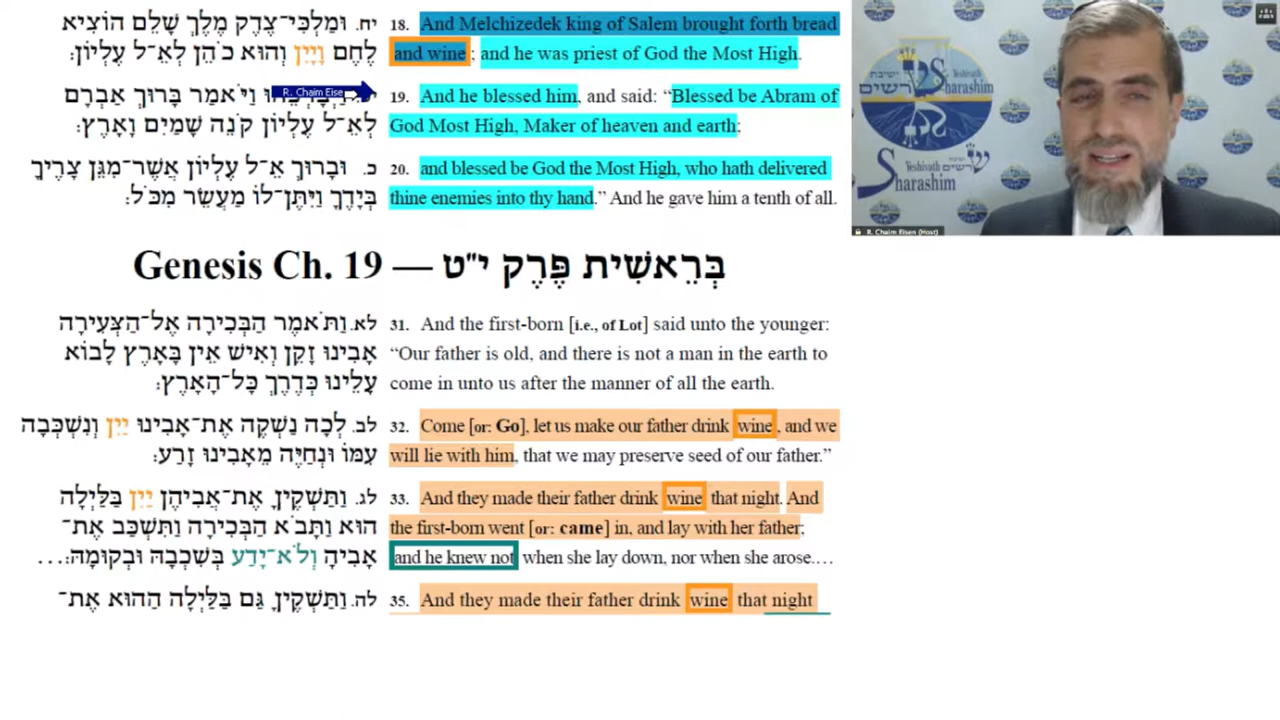 יח. וּמַלְכִּי־צֶדֶק מֶלֶךְ שָׁלֵם הוֹצִיא
לֶחֶם וָיָיִן וְהוּא כֹהֵן לְאֵ־ל עֶלְיוֹן׃
18. And Melchizedek king of Salem brought forth bread
and wine; and he was priest of God the Most High.
R. Chaim Eise
וַיֹּאמַר בָּרוּךְ אַבְרָם
לְאֵ־ל עֶלְיוֹן קֹנֵה שָׁמַיִם וָאָרֶץ׃
19. And he blessed him, and said: “Blessed be Abram of
God Most High, Maker of heaven and earth;
כ. וּבָרוּךְ אֵ־ל עֶלְיוֹן אֲשֶׁר־מִגֵּן צָרֶיךָ
בְּיָדֶךָ וַיִּתֶּן־לוֹ מַעֲשֵׂר מִכֹּל׃
20. and blessed be God the Most High, who hath delivered
thine enemies into thy hand.” And he gave him a tenth of all.
Genesis Ch. 19 — בְּרֵאשִׁית פֶּרֶק י"ט
לא. וַתֹּאמֶר הַבְּכִירָה אֶל־הַצְּעִירָה
אָבִינוּ זָקֵן וְאִישׁ אֵין בָּאָרֶץ לָבוֹא
עָלֵינוּ כְּדֶרֶךְ כָּל־הָאָרֶץ׃
31. And the first-born [i.e., of Lot] said unto the younger:
“Our father is old, and there is not a man in the earth to
come in unto us after the manner of all the earth.
לב. לְכָה נַשְׁקֶה אֶת־אָבִינוּ יַיִן וְנִשְׁכְּבָה
עִמּוֹ וּנְחַיֶּה מֵאָבִינוּ זָרַע׃
32. Come [or: Go], let us make our father drink wine, and we
will lie with him, that we may preserve seed of our father.”
לג. וַתַּשְׁקֶיןָ אֶת־אֲבִיהֶן יַיִן בַּלַּיְלָה
הוּא וַתָּבֹא הַבְּכִירָה וַתִּשְׁכַּב אֶת־
אָבִיהָ וְלֹא־יָדַע בְּשִׁכְבָהּ וּבְקוּמָהּ׃...
33. And they made their father drink wine that night. And
the first-born went [or: came] in, and lay with her father;
and he knew not when she lay down, nor when she arose....
לה. וַתַּשְׁקֶיןָ גַּם בַּלַּיְלָה הַהוּא אֶת־
35. And they made their father drink wine that night
ישיבת
שרשים
Yeshivath
Sharashim
Yeshivath שרשים
Sharashim
R. Chaim Eisen (Host)